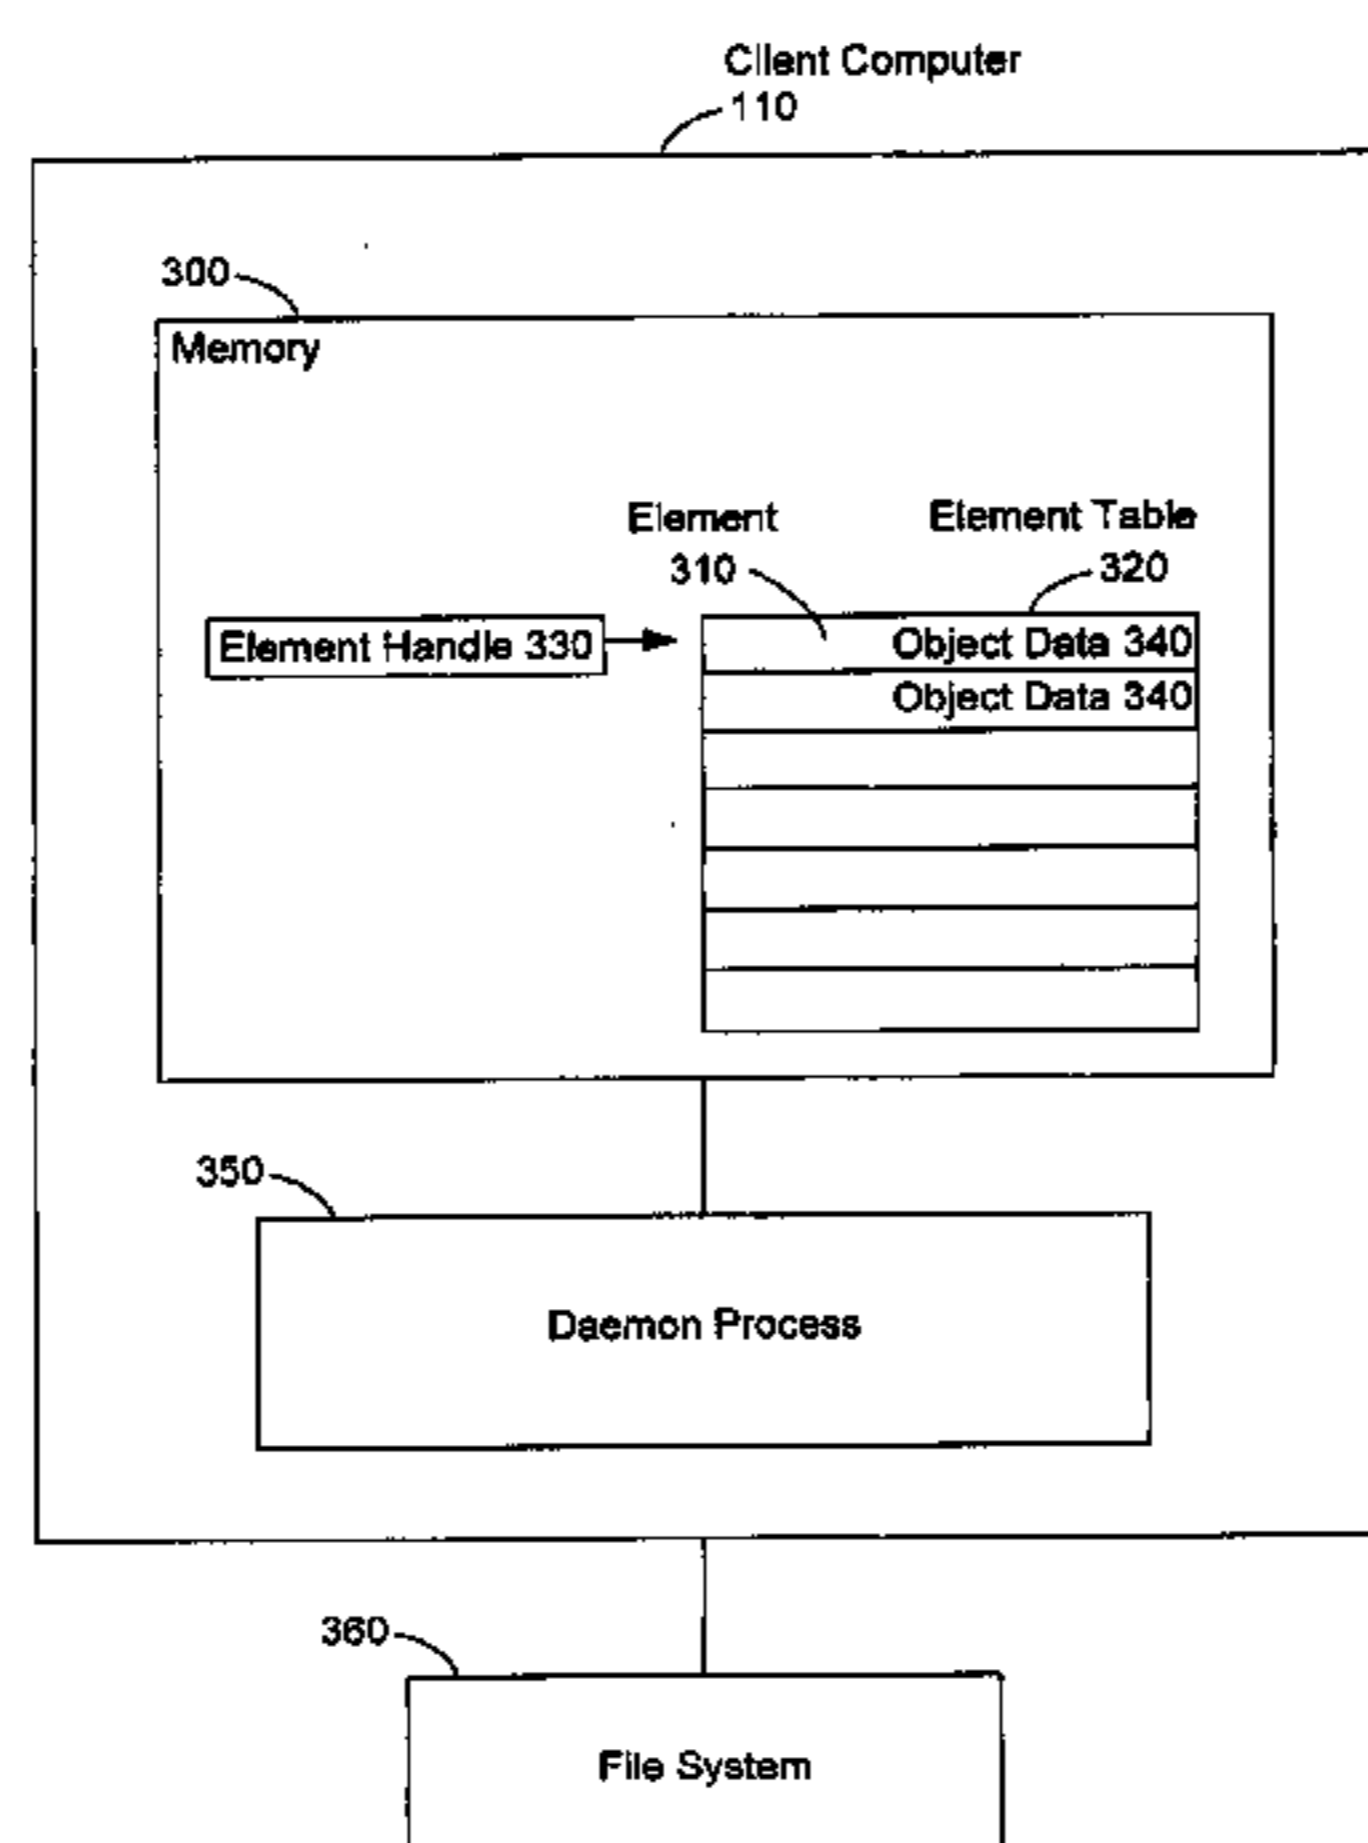 Client Computer
110
300
Memory
Element
Element Table
310
320
Element Handle 330
Object Data 340
Object Data 340
350
Daemon Process
360
File System